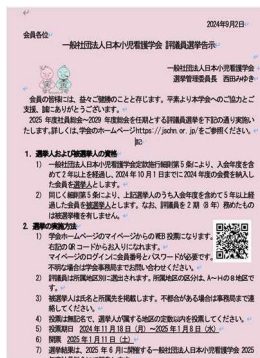 2024年9月2日
会員各位
一般社団法人日本小児看護学会 評議員選挙告示
一般社団法人日本小児看護学会
選挙管理委員長 西田みゆき
会員の皆様には、益々ご健勝のことと存じます。平素より本学会へのご協力とご
支援、誠にありがとうございます。
2025 年度社員総会～2029 年度総会を任期とする評議員選挙を下記の通り実施い
たします。詳しくは、学会のホームページhttps://jschn.or.jp/をご参照ください。
記
1．選挙人および被選挙人の資格
1) 一般社団法人日本小児看護学会定款施行細則第5条により、入会年度を含
めて2年以上を経過し、2024年10月1日までに2024年度の会費を納入し
た会員を選挙人とします。
2) 同じく細則第5条により、上記選挙人のうち入会年度を含めて5年以上経
過した会員を被選挙人とします。なお、評議員を2期（8年）務めたもの
は被選挙権を有しません。
2．選挙の実施方法
1) 学会ホームページのマイページからのWEB投票になります。
右記のQRコードからお入りになれます。
マイページのログインに会員番号とパスワードが必要です。
不明な場合は学会事務局までお問い合わせください。
2) 評議員は所属地区別に選出されます。所属地区の区分は、A～Hの8地区で
す。
3) 被選挙人は氏名と所属先を掲載します。不都合がある場合は事務局まで連
絡してください。
4) 投票は無記名で、選挙人が属する地区の定数以内を投票してください。
5) 投票期日 2024年11月18日（月）～2025年1月8日（水）
6) 開票 2025年1月11日（土）
7) 選挙結果は、2025年6月に開催する一般社団法人日本小児看護学会2025